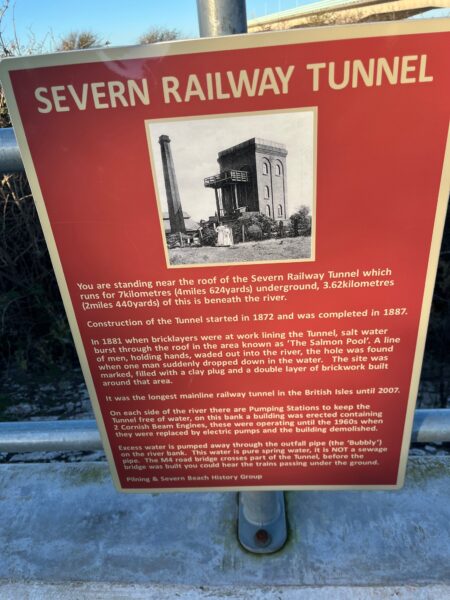 SEVERN RAILWAY TUNNEL
You are standing near the roof of the Severn Railway Tunnel which
runs for 7kilometres (4miles 624yards) underground, 3.62kilometres
(2miles 440yards) of this is beneath the river.
Construction of the Tunnel started in 1872 and was completed in 1887.
In 1881 when bricklayers were at work lining the Tunnel, salt water
burst through the roof in the area known as 'The Salmon Pool'. A line
of men, holding hands, waded out into the river, the hole was found
when one man suddenly dropped down in the water. The site was
marked, filled with a clay plug and a double layer of brickwork built
around that area.
It was the longest mainline railway tunnel in the British Isles until 2007.
On each side of the river there are Pumping Stations to keep the
Tunnel free of water, on this bank a building was erected containing
2 Cornish Beam Engines, these were operating until the 1960s when
they were replaced by electric pumps and the building demolished.
Excess water is pumped away through the outfall pipe (the 'Bubbly')
on the river bank. This water is pure spring water, it is NOT a sewage
pipe. The M4 road bridge crosses part of the Tunnel, before the
bridge was built you could hear the trains passing under the ground.
Pilning & Severn Beach History Group